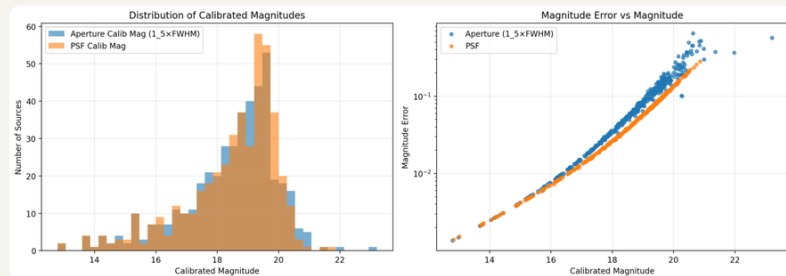 Distribution of Calibrated Magnitudes
Aperture Calib Mag (1_5×FWHM)
PSF Calib Mag
Number of Sources
60
50
40
30
20
10
0
14 16 18 20 22
Calibrated Magnitude
Magnitude Error vs Magnitude
Aperture (1_5×FWHM)
PSF
Magnitude Error
10⁻¹
10⁻²
14 16 18 20 22
Calibrated Magnitude